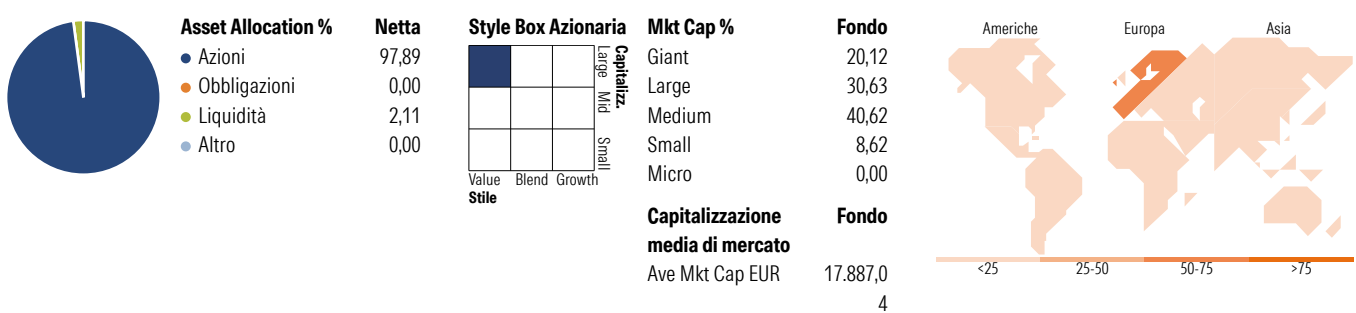 Asset Allocation % Netta
Azioni 97,89
Obbligazioni 0,00
Liquidità 2,11
Altro 0,00
Style Box Azionaria
Capitalizz.
Large Mid Small
Value Blend Growth
Stile
Mkt Cap % Fondo
Giant 20,12
Large 30,63
Medium 40,62
Small 8,62
Micro 0,00
Capitalizzazione Fondo
media di mercato
Ave Mkt Cap EUR 17.887,0
4
Americhe Europa Asia
<25 25-50 50-75 >75